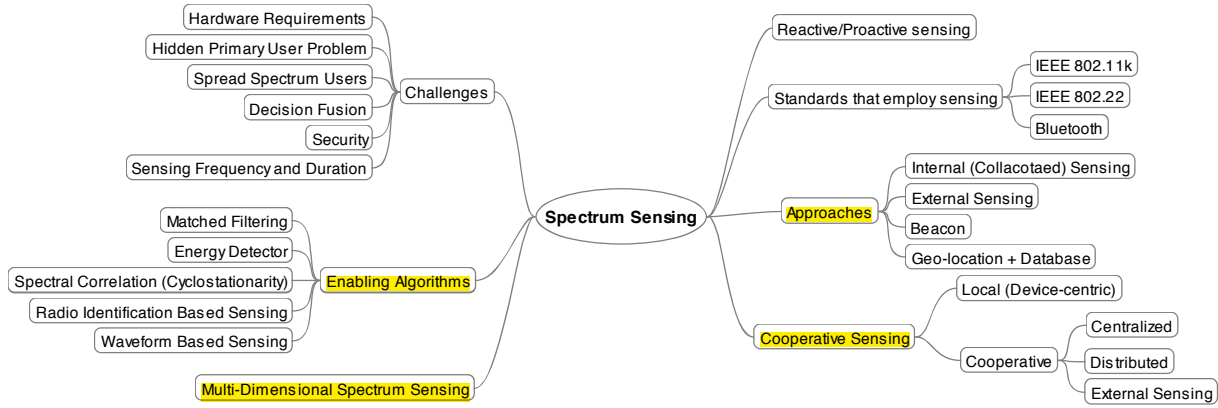 Spectrum Sensing
Challenges
Hardware Requirements
Hidden Primary User Problem
Spread Spectrum Users
Decision Fusion
Security
Sensing Frequency and Duration
Enabling Algorithms
Matched Filtering
Energy Detector
Spectral Correlation (Cyclostationarity)
Radio Identification Based Sensing
Waveform Based Sensing
Multi-Dimensional Spectrum Sensing
Reactive/Proactive sensing
Standards that employ sensing
IEEE 802.11k
IEEE 802.22
Bluetooth
Approaches
Internal (Collacotaed) Sensing
External Sensing
Beacon
Geo-location + Database
Cooperative Sensing
Local (Device-centric)
Cooperative
Centralized
Distributed
External Sensing